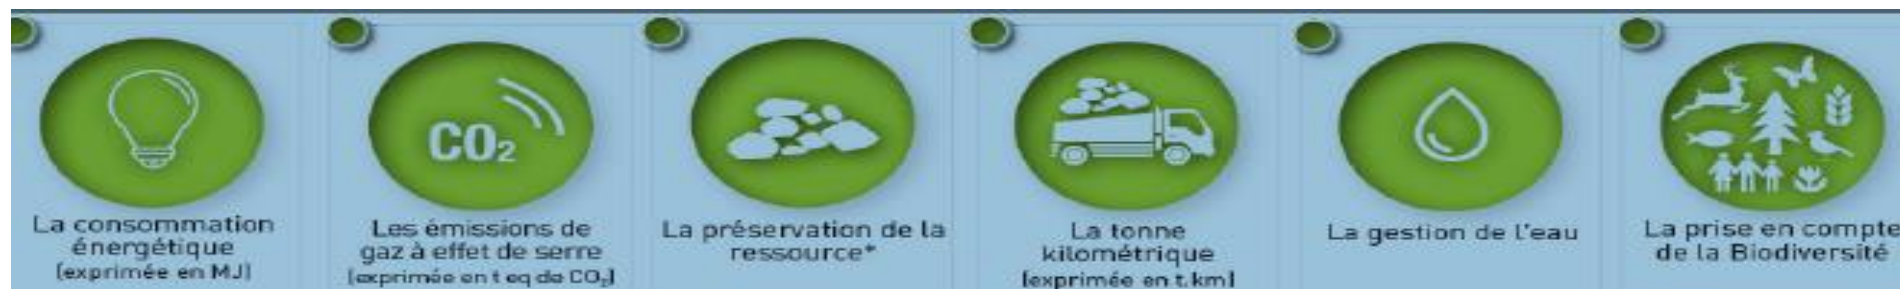 La consommation
énergétique
(exprimée en MJ)
CO₂
Les émissions de
gaz à effet de serre
(exprimée en t eq de CO₂)
La préservation de la
ressource*
La tonne
kilométrique
(exprimée en t.km)
La gestion de l'eau
La prise en compte
de la Biodiversité